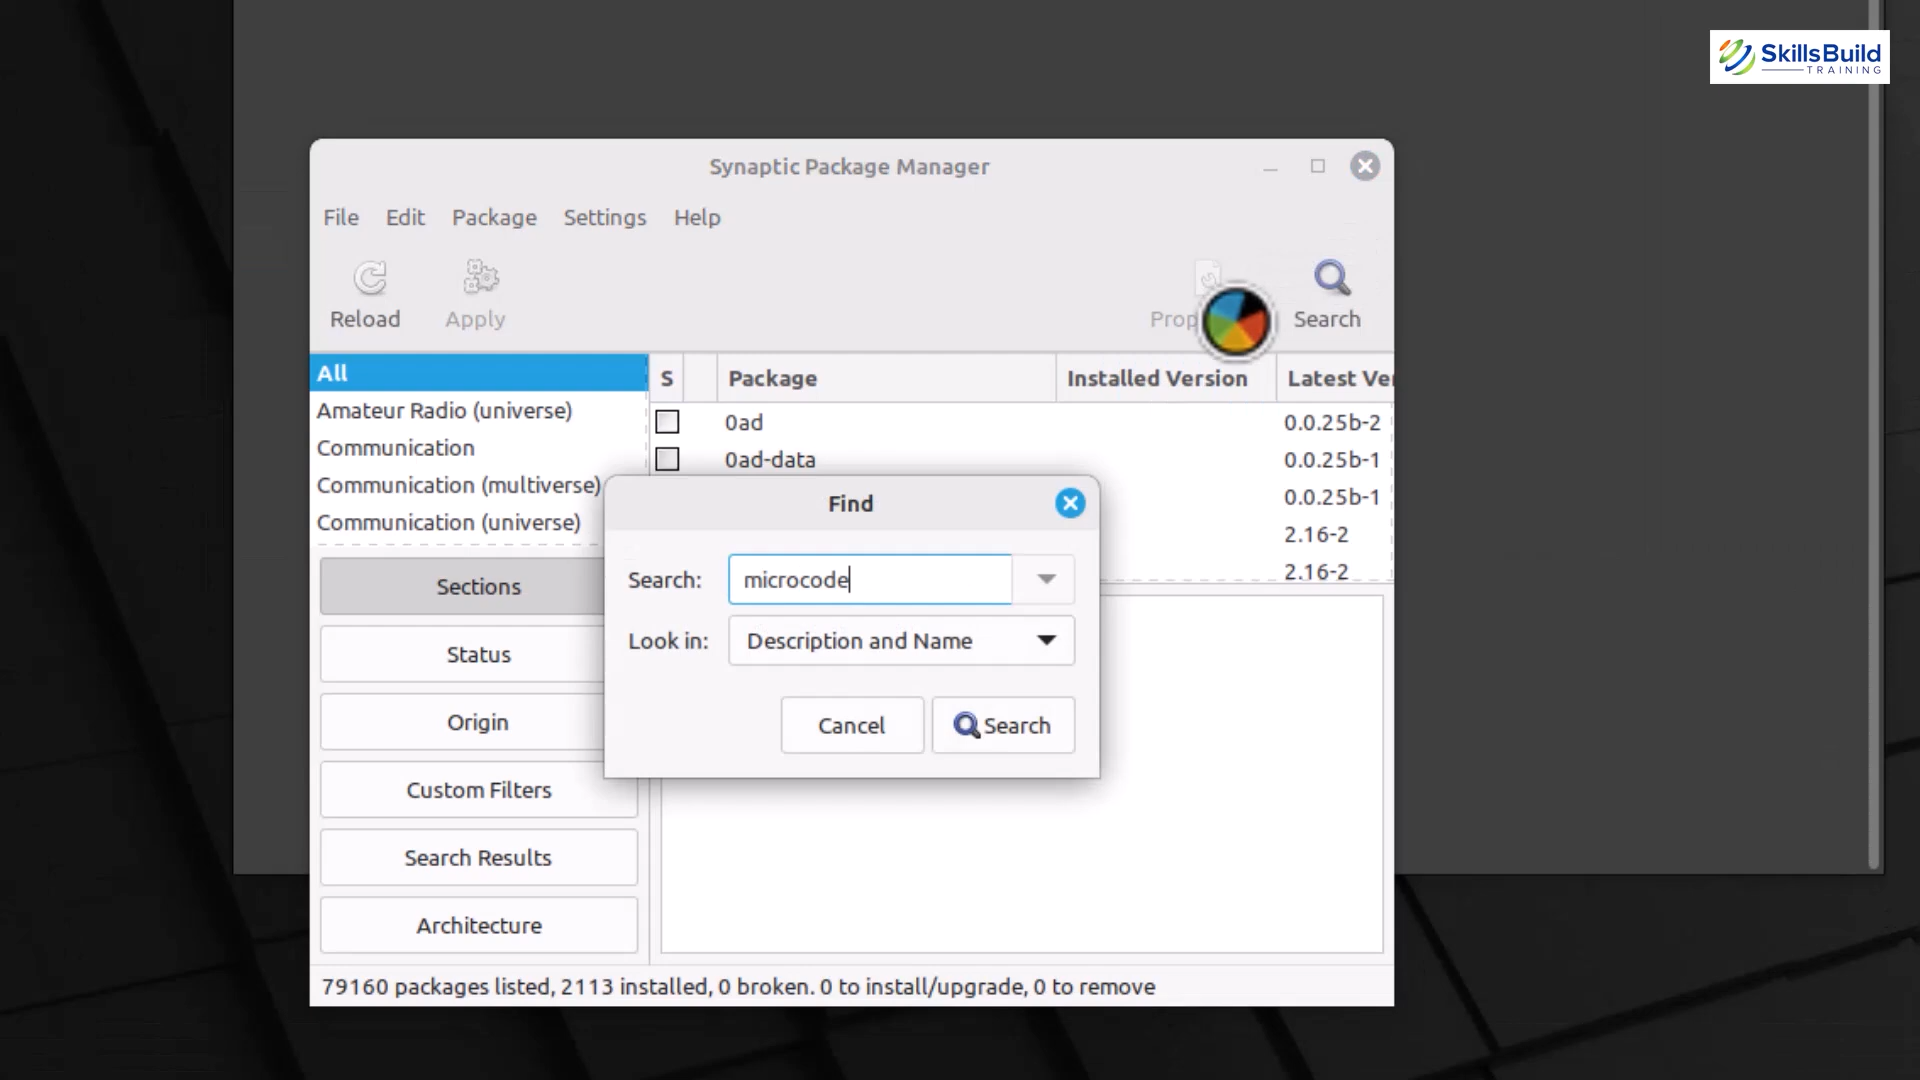 SkillsBuild
TRAINING
Synaptic Package Manager
File Edit Package Settings Help
Reload Apply Prop Search
All
Amateur Radio (universe)
Communication
Communication (multiverse)
Communication (universe)
Sections
Status
Origin
Custom Filters
Search Results
Architecture
S Package Installed Version Latest Ve
0ad 0.0.25b-2
0ad-data 0.0.25b-1
0.0.25b-1
2.16-2
2.16-2
Find
Search: microcode
Look in: Description and Name
Cancel Search
79160 packages listed, 2113 installed, 0 broken. 0 to install/upgrade, 0 to remove